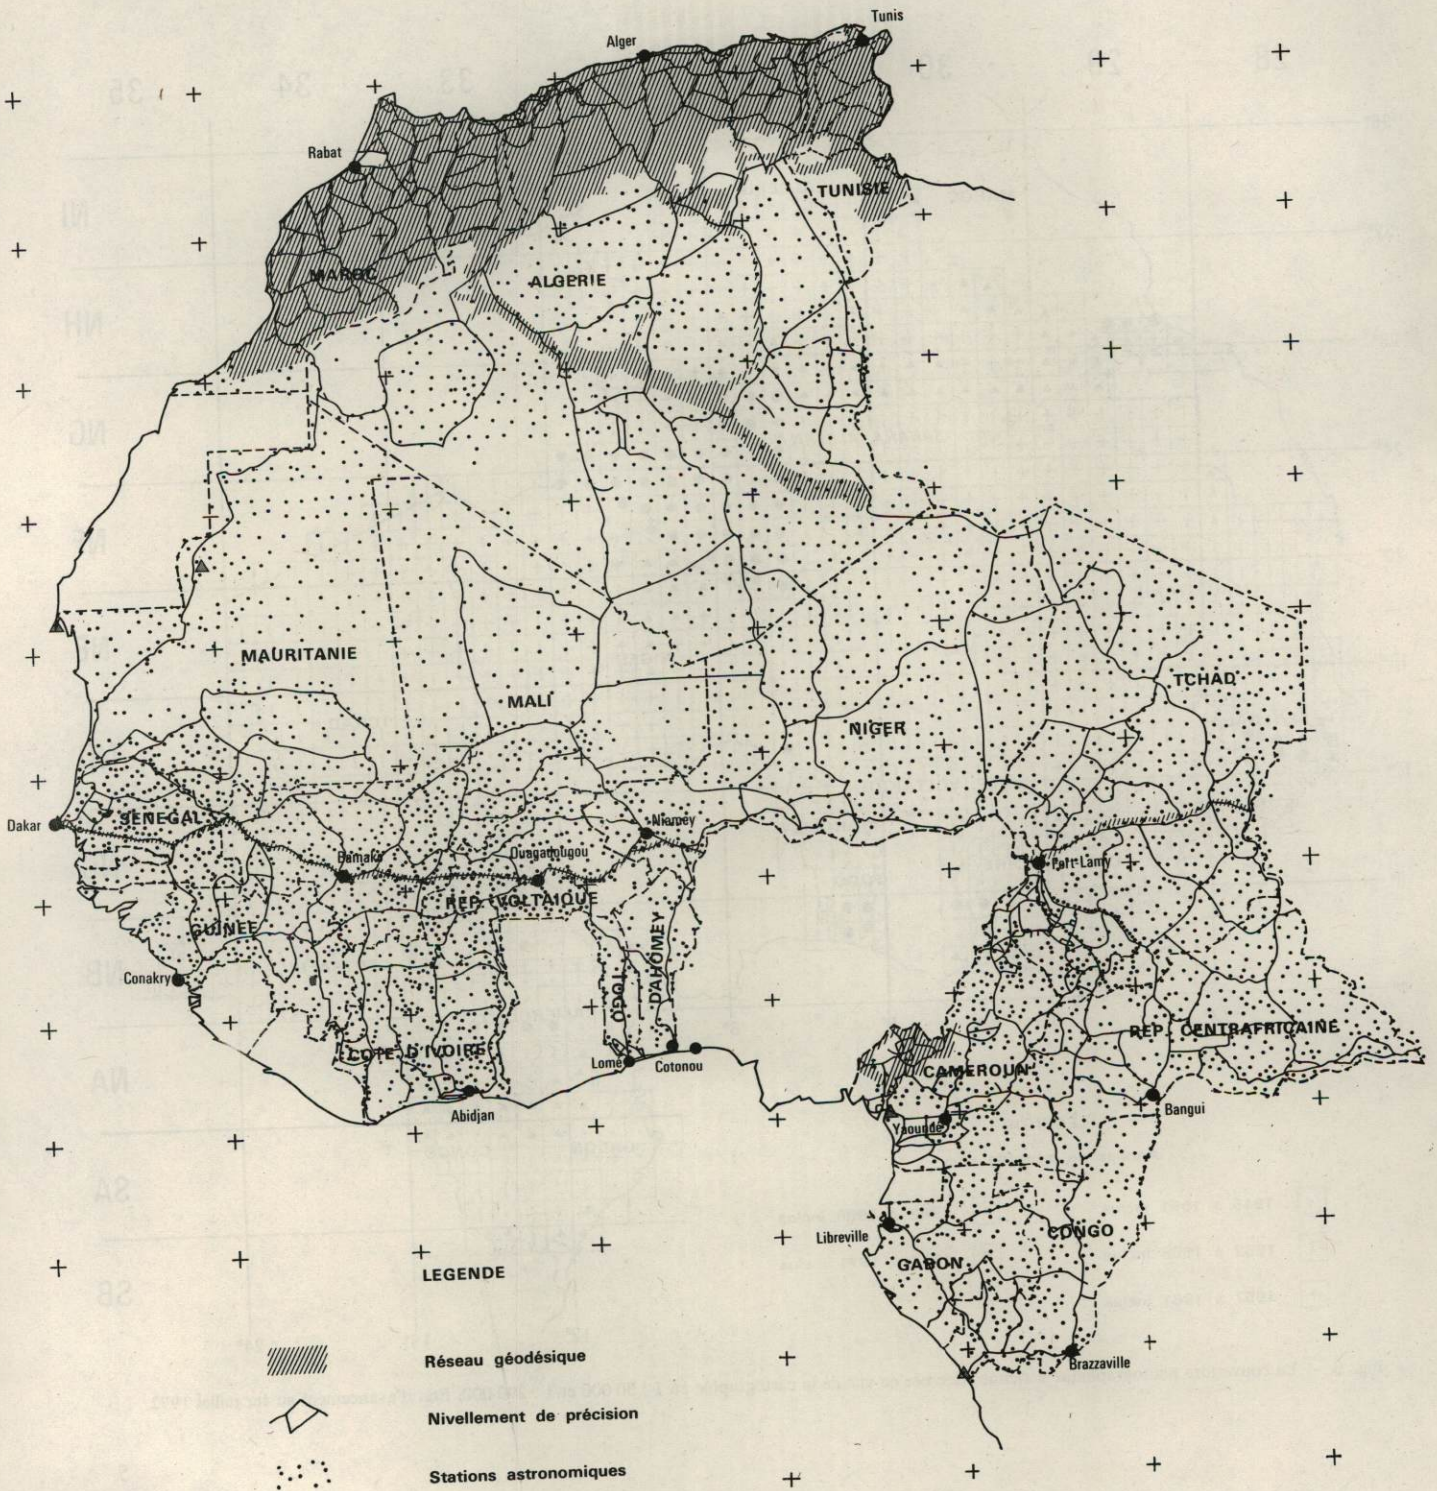 Tunis
Alger
Rabat
TUNISIE
MAROC
ALGERIE
MAURITANIE
MALI
TCHAD
NIGER
Dakar
SENEGAL
Niamey
Bamako
Ouagadougou
Fort-Lamy
REP. VOLTAIQUE
GUINEE
DAHOMEY
TOGO
Conakry
COTE D'IVOIRE
REP. CENTRAFRICAINE
Lomé
Cotonou
CAMEROUN
Abidjan
Bangui
Yaoundé
Libreville
CONGO
GABON
Brazzaville
LEGENDE
Réseau géodésique
Nivellement de précision
Stations astronomiques